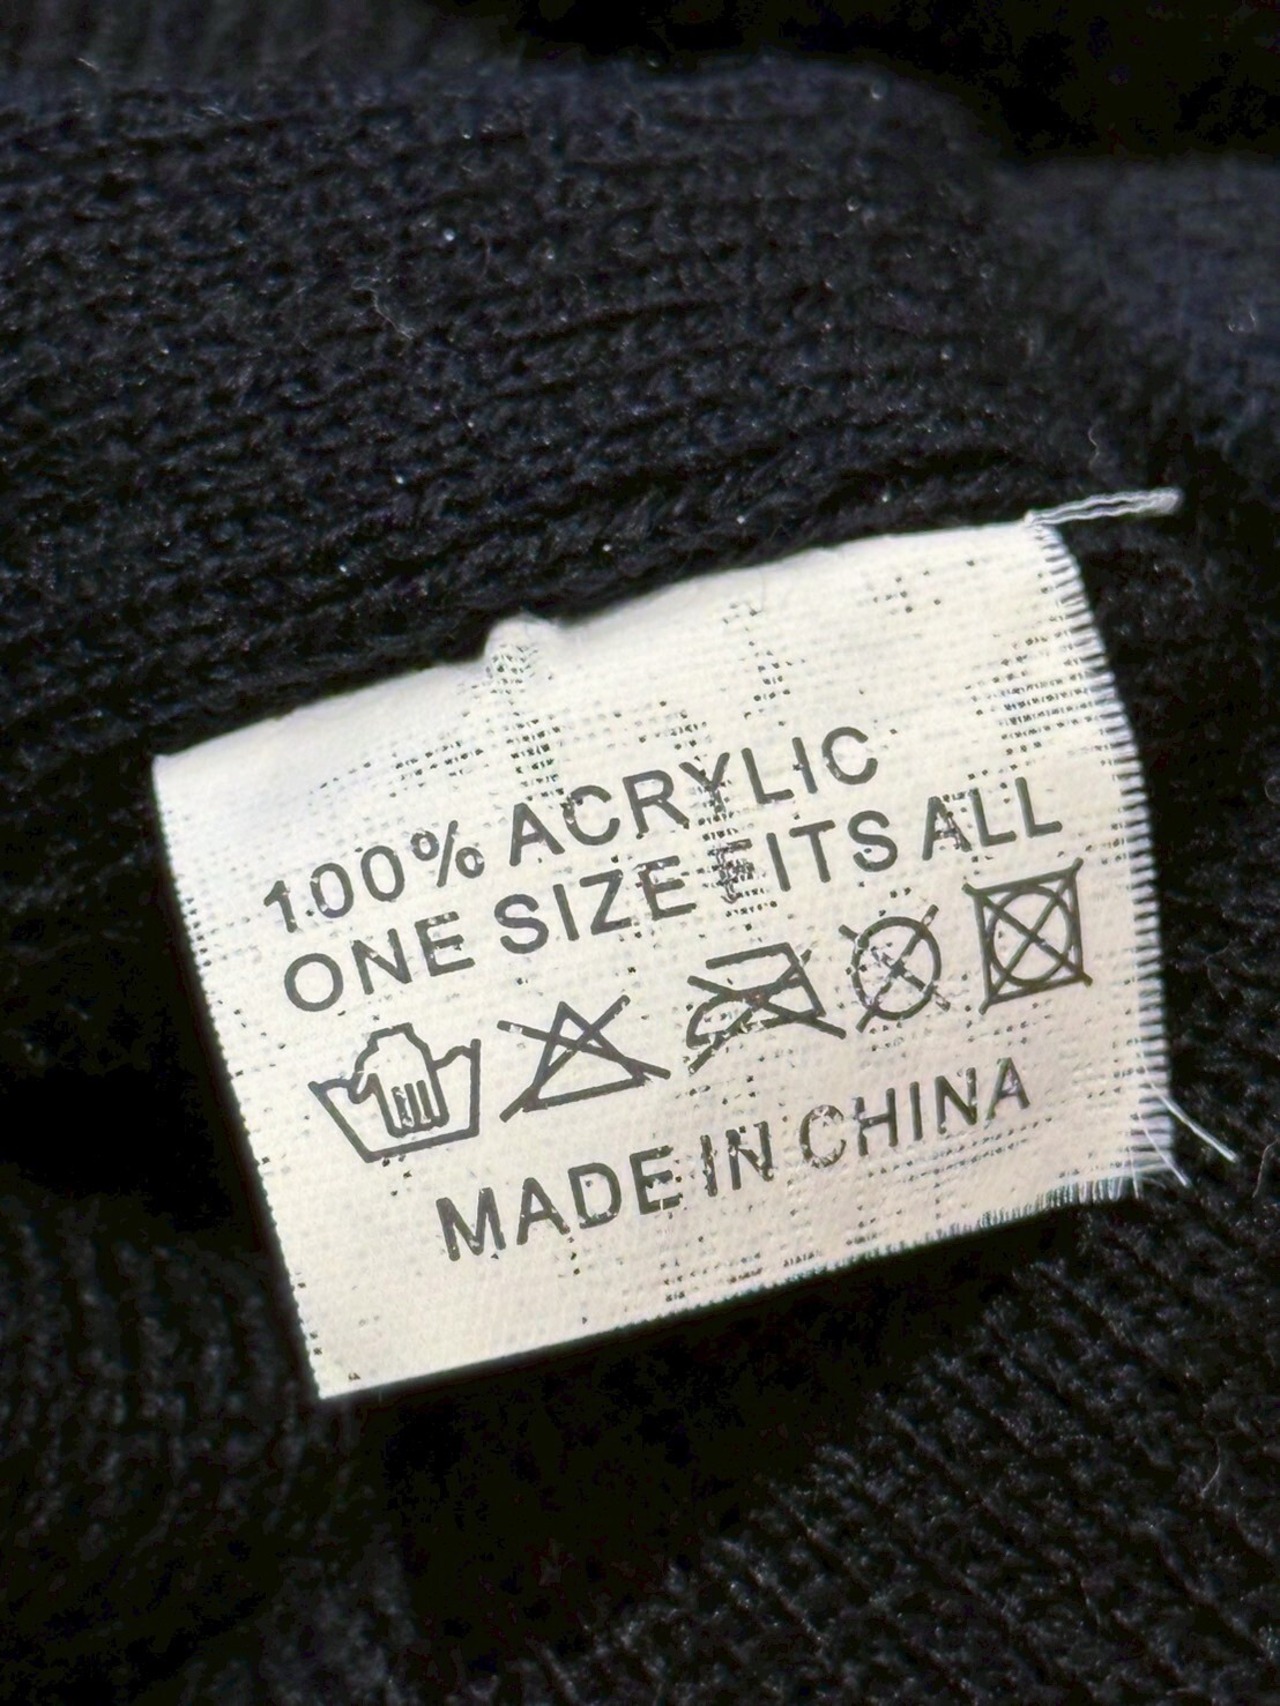 100% ACRYLIC
ONE SIZE FITS ALL
MADE IN CHINA